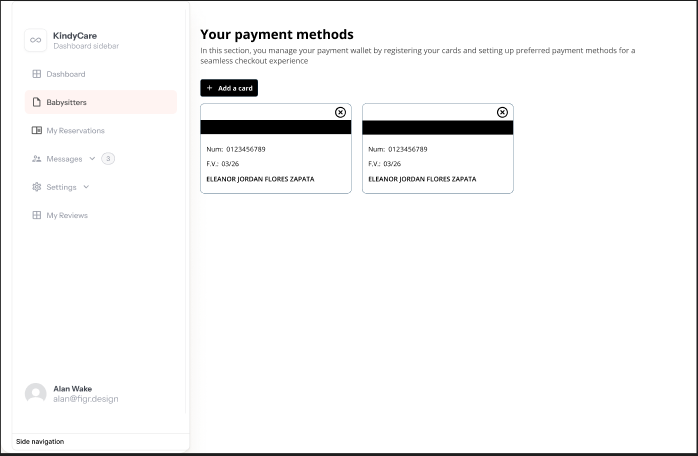 KindyCare
Dashboard sidebar
Dashboard
Babysitters
My Reservations
Messages 3
Settings
My Reviews
Alan Wake
alan@figr.design
Side navigation
Your payment methods
In this section, you manage your payment wallet by registering your cards and setting up preferred payment methods for a
seamless checkout experience
+ Add a card
Num: 0123456789
F.V.: 03/26
ELEANOR JORDAN FLORES ZAPATA
Num: 0123456789
F.V.: 03/26
ELEANOR JORDAN FLORES ZAPATA